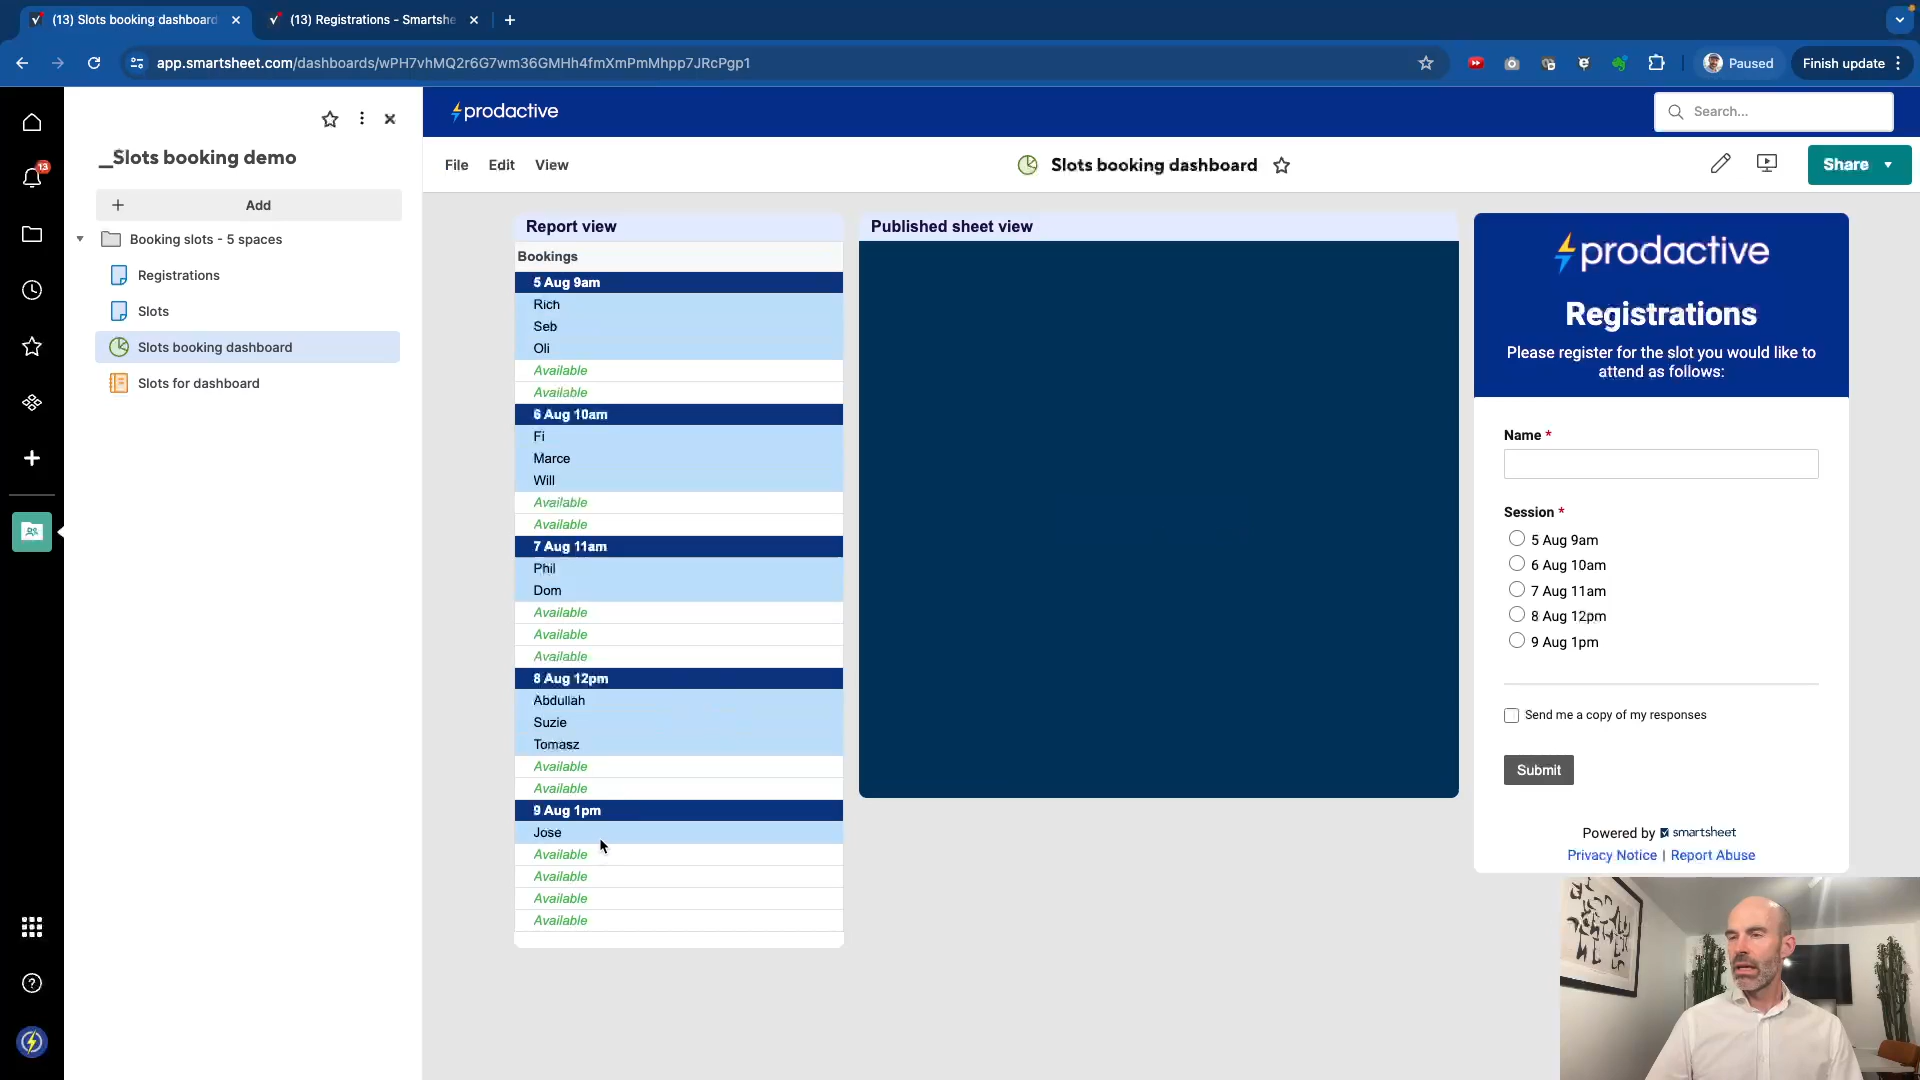 (13) Slots booking dashboard
(13) Registrations - Smartshe
app.smartsheet.com/dashboards/wPH7vhMQ2r6G7wm36GMHh4fmXmPmMhpp7JRcPgp1
Paused
Finish update
prodactive
Search...
13
_Slots booking demo
Add
Booking slots - 5 spaces
Registrations
Slots
Slots booking dashboard
Slots for dashboard
File
Edit
View
Slots booking dashboard
Share
Report view
Bookings
5 Aug 9am
Rich
Seb
Oli
Available
Available
6 Aug 10am
Fi
Marce
Will
Available
Available
7 Aug 11am
Phil
Dom
Available
Available
Available
8 Aug 12pm
Abdullah
Suzie
Tomasz
Available
Available
9 Aug 1pm
Jose
Available
Available
Available
Available
Published sheet view
prodactive
Registrations
Please register for the slot you would like to
attend as follows:
Name *
Session *
5 Aug 9am
6 Aug 10am
7 Aug 11am
8 Aug 12pm
9 Aug 1pm
Send me a copy of my responses
Submit
Powered by smartsheet
Privacy Notice | Report Abuse